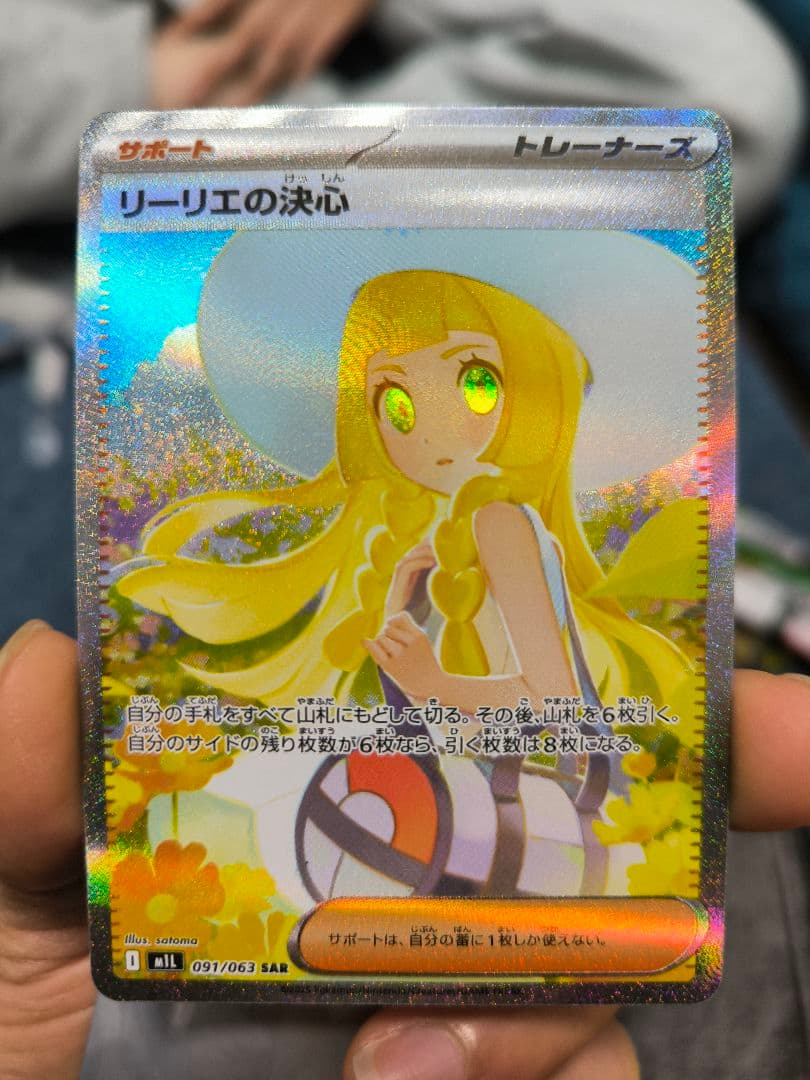 サポート
トレーナーズ
リーリエの決心
けっしん
自分の手札をすべて山札にもどして切る。その後、山札を6枚引く。
じぶん てふだ やまふだ き ご やまふだ まい ひ
自分のサイドの残り枚数が6枚なら、引く枚数は8枚になる。
じぶん のこ まいすう まい ひ まいすう まい
サポートは、自分の番に1枚しか使えない。
じぶん ばん まい つか
Illus. satoma
I M1L 091/063 SAR